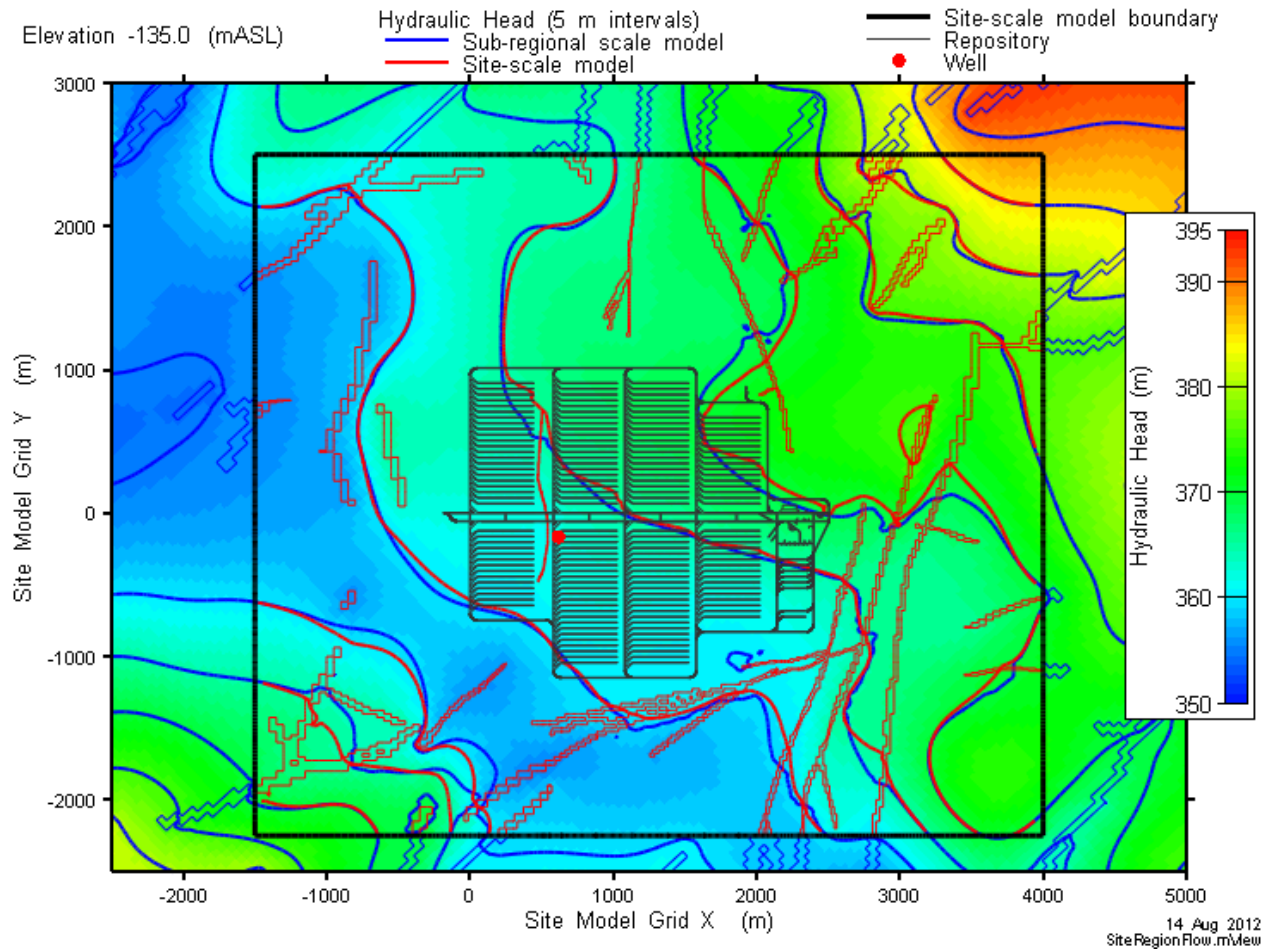 Elevation -135.0 (mASL)
Hydraulic Head (5 m intervals)
Sub-regional scale model
Site-scale model
Site-scale model boundary
Repository
Well
3000
2000
1000
0
-1000
-2000
Site Model Grid Y (m)
-2000
-1000
0
1000
2000
3000
4000
5000
Site Model Grid X (m)
395
390
380
370
360
350
Hydraulic Head (m)
14 Aug 2012
SiteRegionFlow.mView